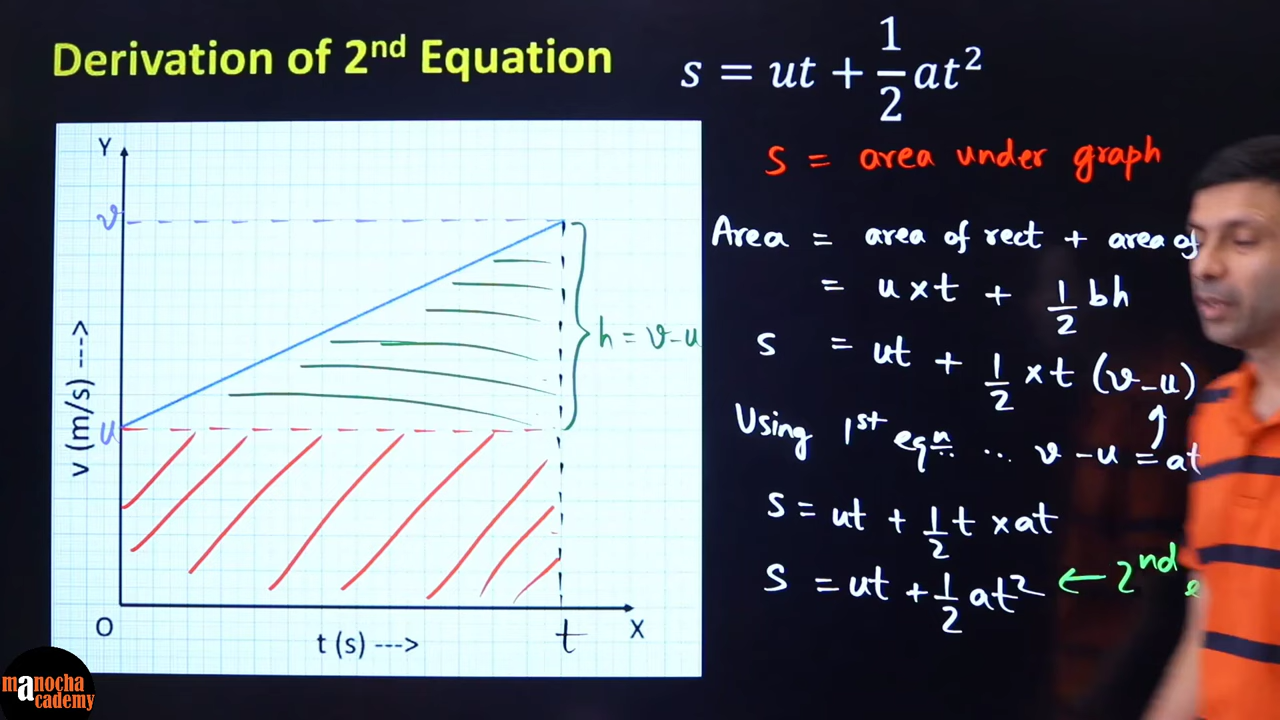 Derivation of 2nd Equation
s = ut + 1/2 at²
S = area under graph
Area = area of rect + area of
= u × t + 1/2 bh
s = ut + 1/2 × t (v – u)
Using 1st eqn ... v – u = at
s = ut + 1/2 t × at
s = ut + 1/2 at² ← 2nd
Y
v
h = v – u
v (m/s) --->
u
O
t (s) --->
t
X
manocha
academy